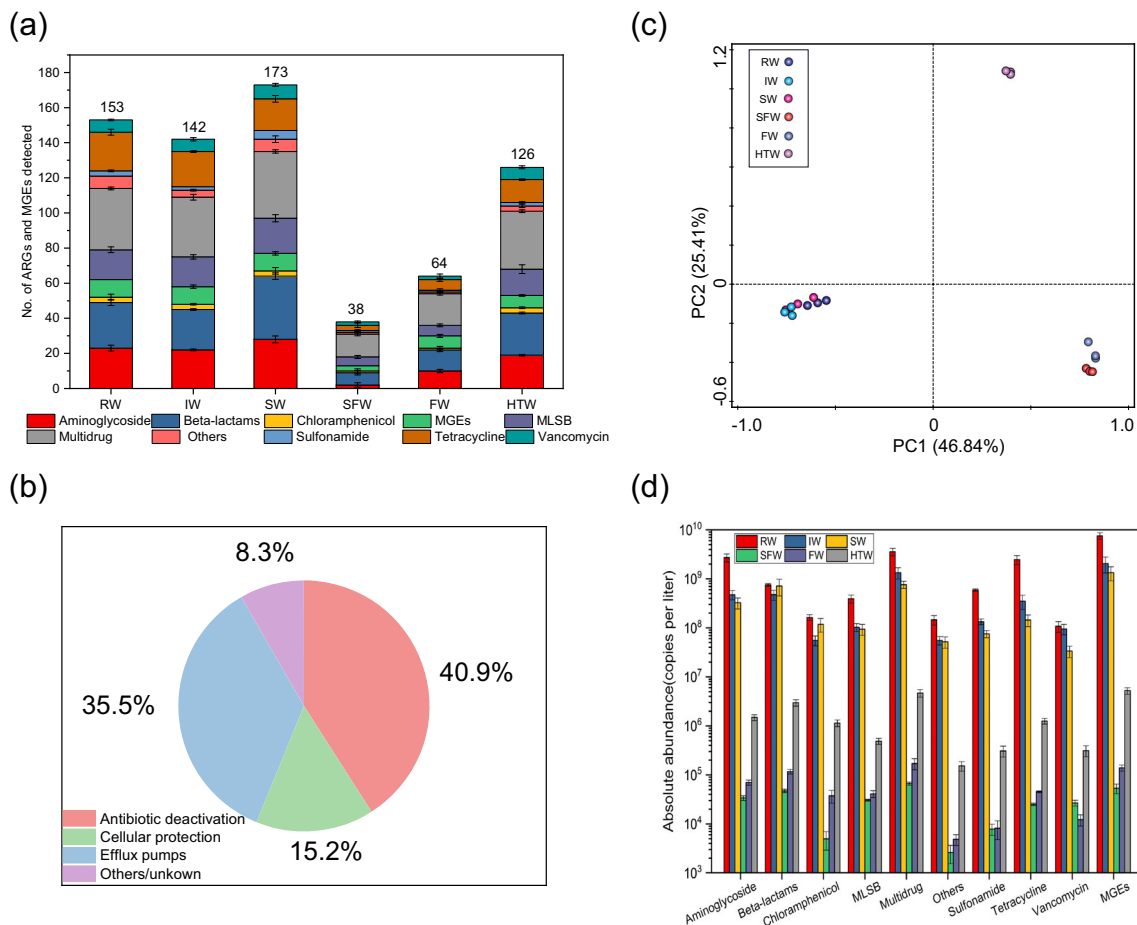 (a)
No. of ARGs and MGEs detected
180
160
140
120
100
80
60
40
20
0
153
142
173
38
64
126
RW IW SW SFW FW HTW
Aminoglycoside Beta-lactams Chloramphenicol MGEs MLSB
Multidrug Others Sulfonamide Tetracycline Vancomycin
(c)
RW
IW
SW
SFW
FW
HTW
1.2
0
-0.6
PC2 (25.41%)
-1.0 0 1.0
PC1 (46.84%)
(b)
8.3%
40.9%
35.5%
15.2%
Antibiotic deactivation
Cellular protection
Efflux pumps
Others/unkown
(d)
Absolute abundance(copies per liter)
10^10
10^9
10^8
10^7
10^6
10^5
10^4
10^3
RW IW SW
SFW FW HTW
Aminoglycoside Beta-lactams Chloramphenicol MLSB Multidrug Others Sulfonamide Tetracycline Vancomycin MGEs